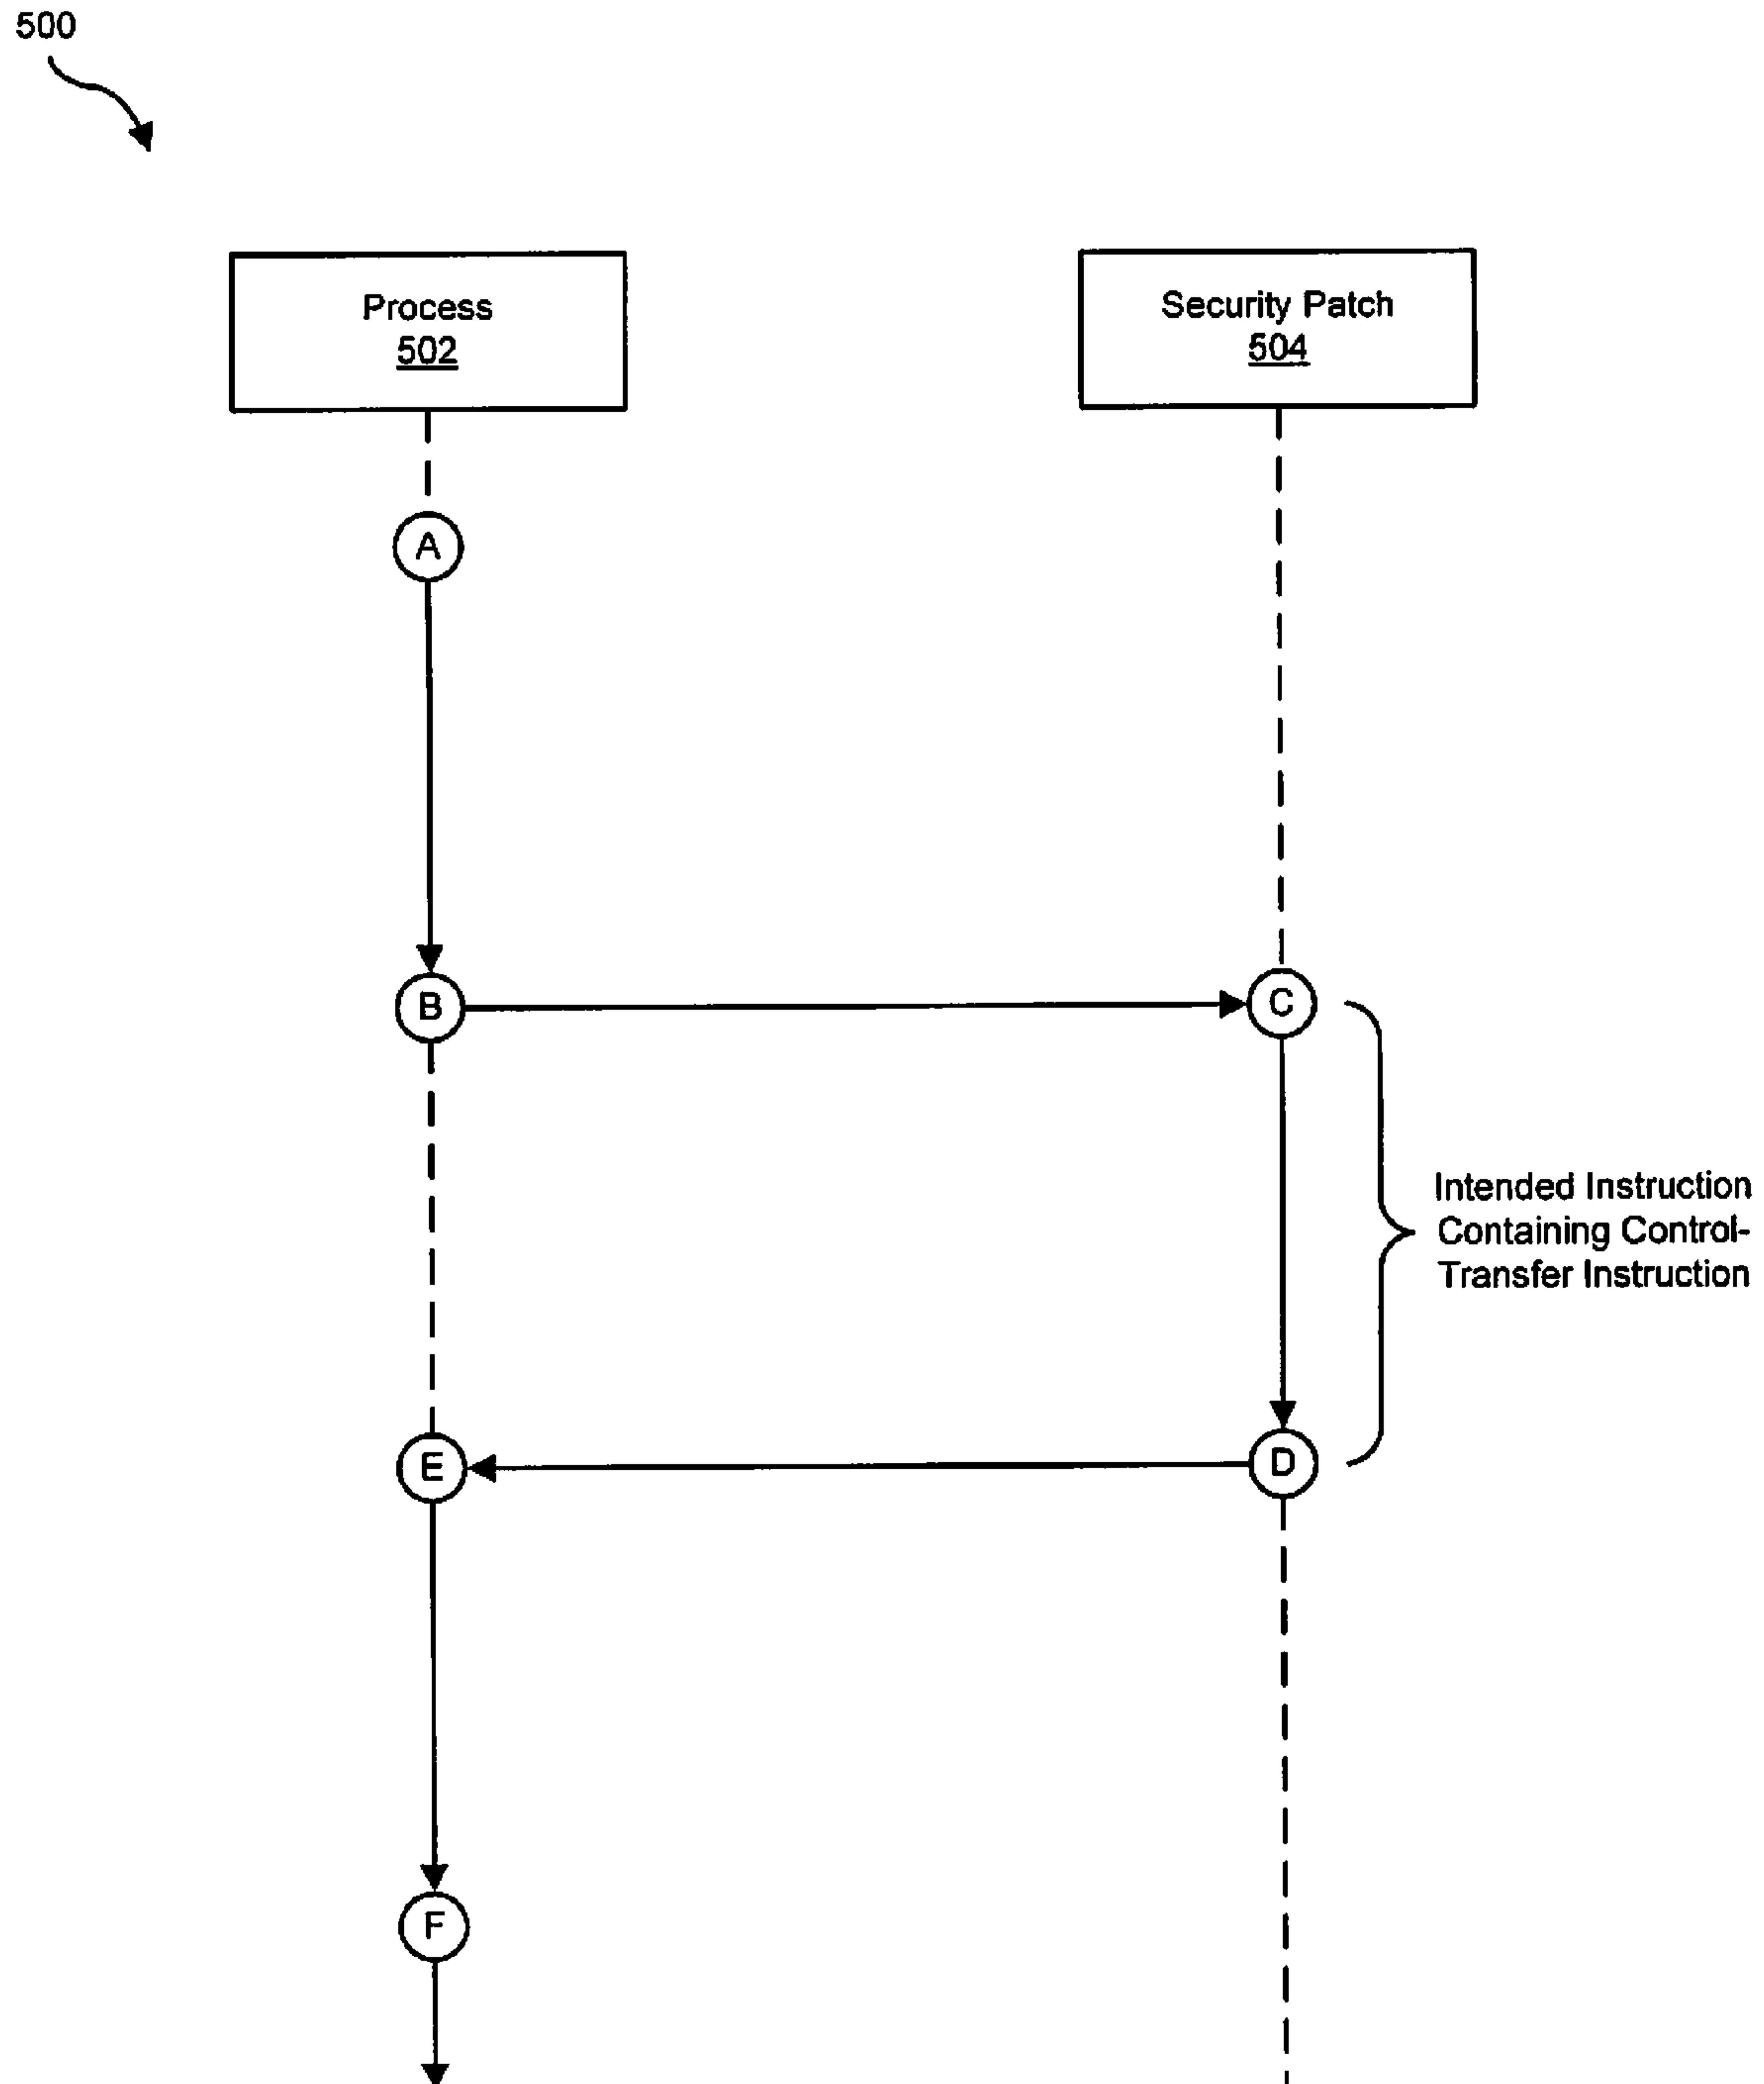 500
Process
502
Security Patch
504
A
B
C
Intended Instruction
Containing Control-
Transfer Instruction
E
D
F